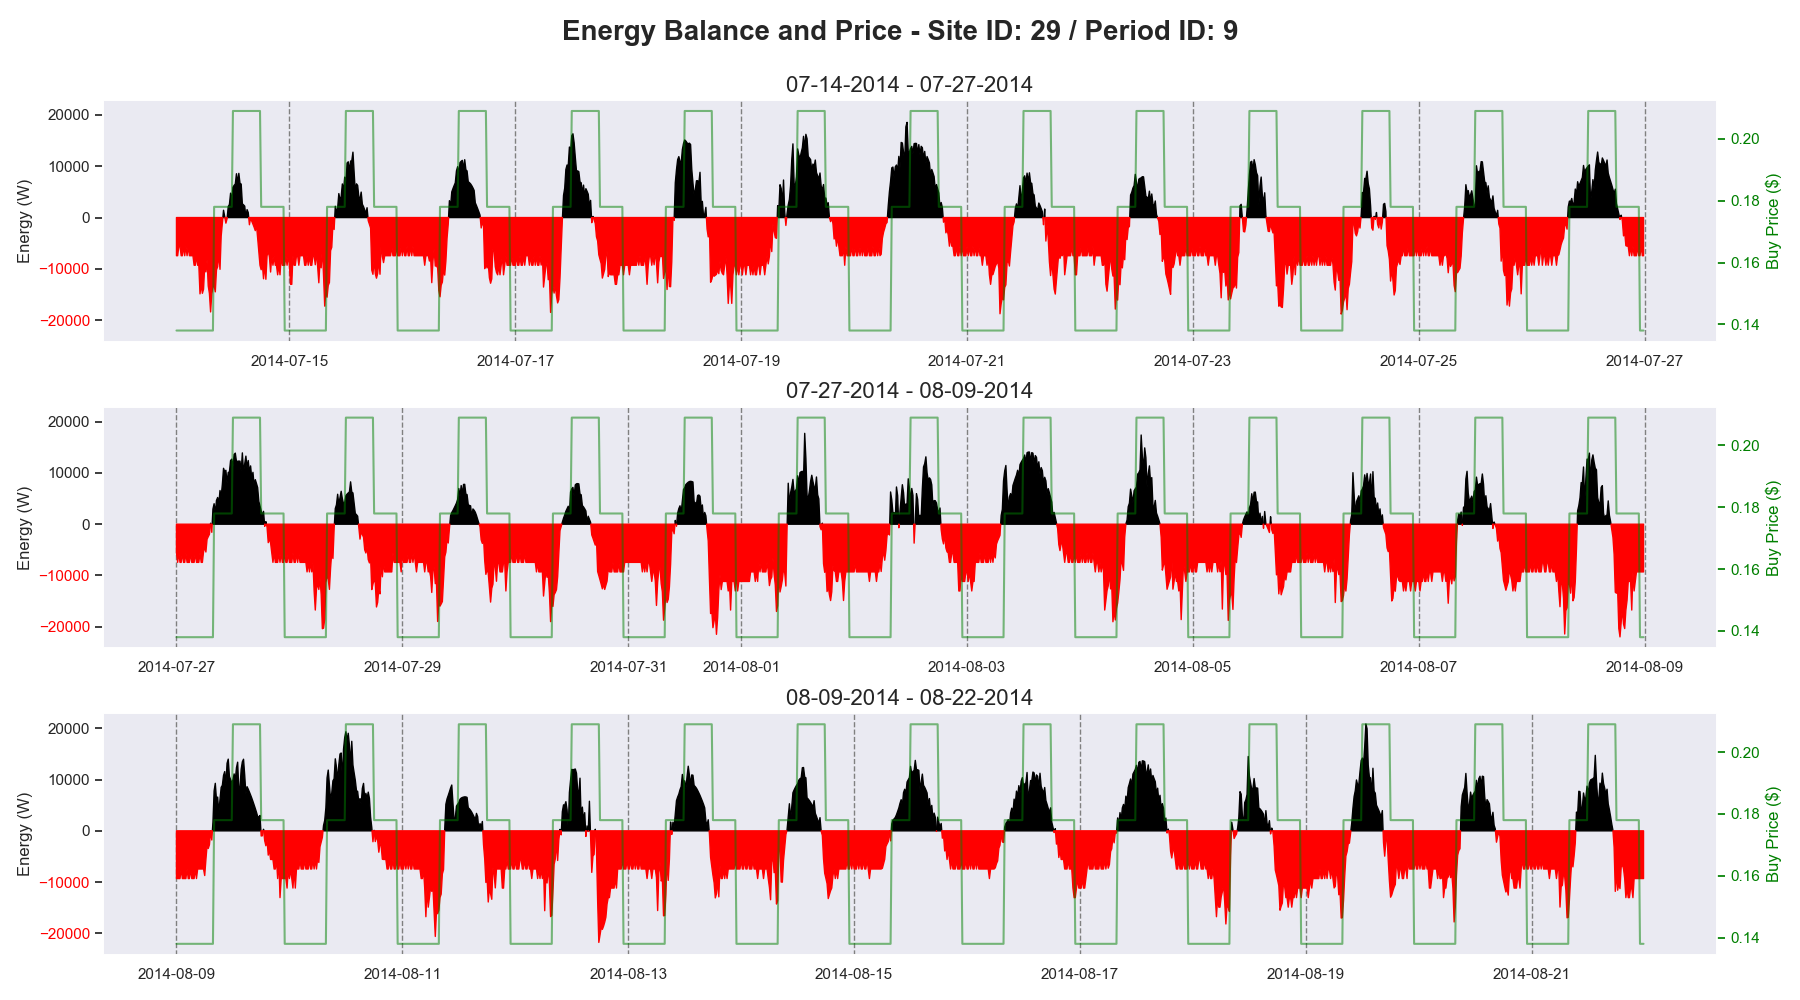 Energy Balance and Price - Site ID: 29 / Period ID: 9
07-14-2014 - 07-27-2014
Energy (W)
20000
10000
0
−10000
−20000
0.20
0.18
0.16
0.14
Buy Price ($)
2014-07-15 2014-07-17 2014-07-19 2014-07-21 2014-07-23 2014-07-25 2014-07-27
07-27-2014 - 08-09-2014
Energy (W)
20000
10000
0
−10000
−20000
0.20
0.18
0.16
0.14
Buy Price ($)
2014-07-27 2014-07-29 2014-07-31 2014-08-01 2014-08-03 2014-08-05 2014-08-07 2014-08-09
08-09-2014 - 08-22-2014
Energy (W)
20000
10000
0
−10000
−20000
0.20
0.18
0.16
0.14
Buy Price ($)
2014-08-09 2014-08-11 2014-08-13 2014-08-15 2014-08-17 2014-08-19 2014-08-21